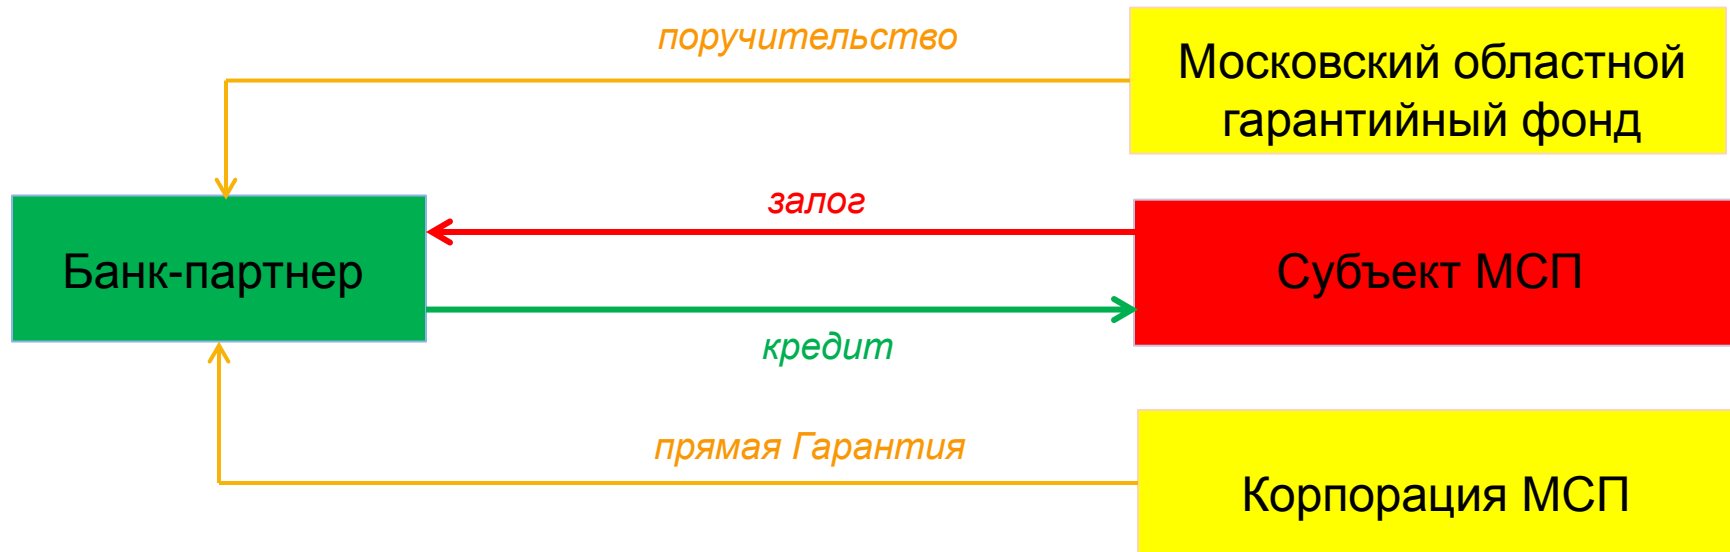 поручительство
Московский областной
гарантийный фонд
залог
Банк-партнер
Субъект МСП
кредит
прямая Гарантия
Корпорация МСП